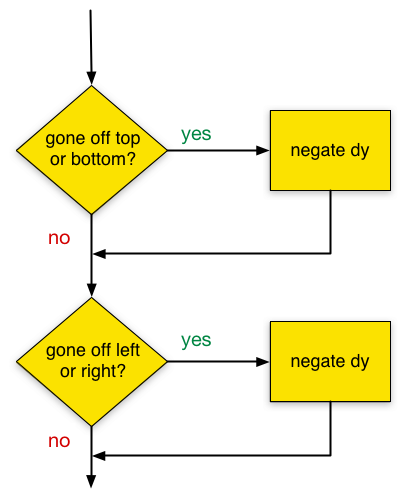 gone off top
or bottom?
yes
negate dy
no
gone off left
or right?
yes
negate dy
no